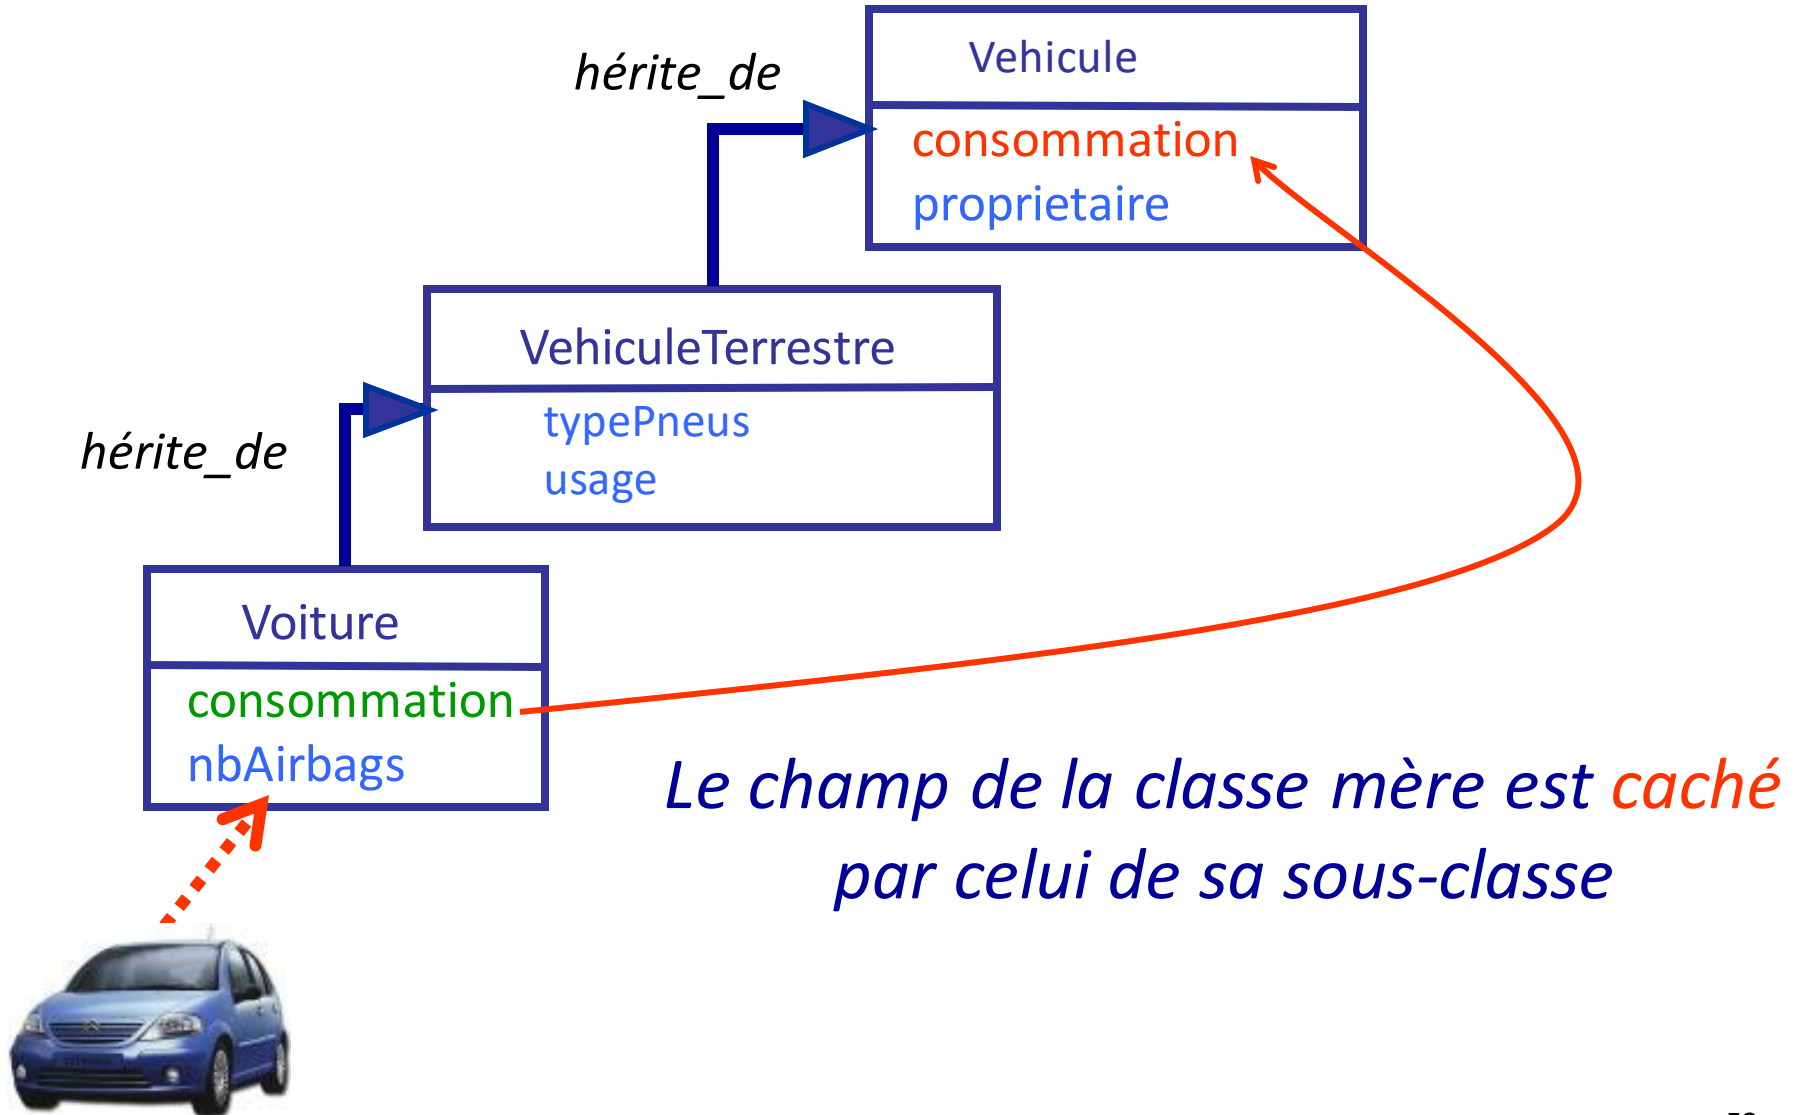 hérite_de
Vehicule
consommation
proprietaire
VehiculeTerrestre
typePneus
usage
hérite_de
Voiture
consommation
nbAirbags
Le champ de la classe mère est caché
par celui de sa sous-classe